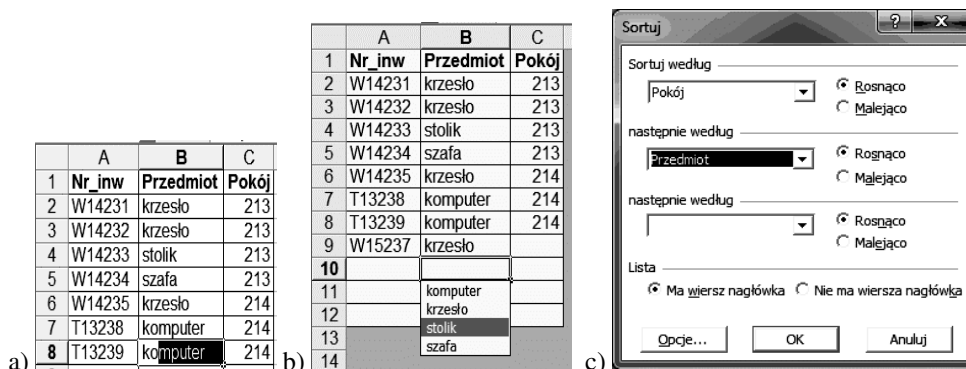 a)
A B C
1 Nr_inw Przedmiot Pokój
2 W14231 krzesło 213
3 W14232 krzesło 213
4 W14233 stolik 213
5 W14234 szafa 213
6 W14235 krzesło 214
7 T13238 komputer 214
8 T13239 komputer 214
b)
A B C
1 Nr_inw Przedmiot Pokój
2 W14231 krzesło 213
3 W14232 krzesło 213
4 W14233 stolik 213
5 W14234 szafa 213
6 W14235 krzesło 214
7 T13238 komputer 214
8 T13239 komputer 214
9 W15237 krzesło
10
11 komputer
12 krzesło
13 stolik
14 szafa
c)
Sortuj ? X
Sortuj według
Pokój Rosnąco
Malejąco
następnie według
Przedmiot Rosnąco
Malejąco
następnie według
Rosnąco
Malejąco
Lista
Ma wiersz nagłówka Nie ma wiersza nagłówka
Opcje... OK Anuluj